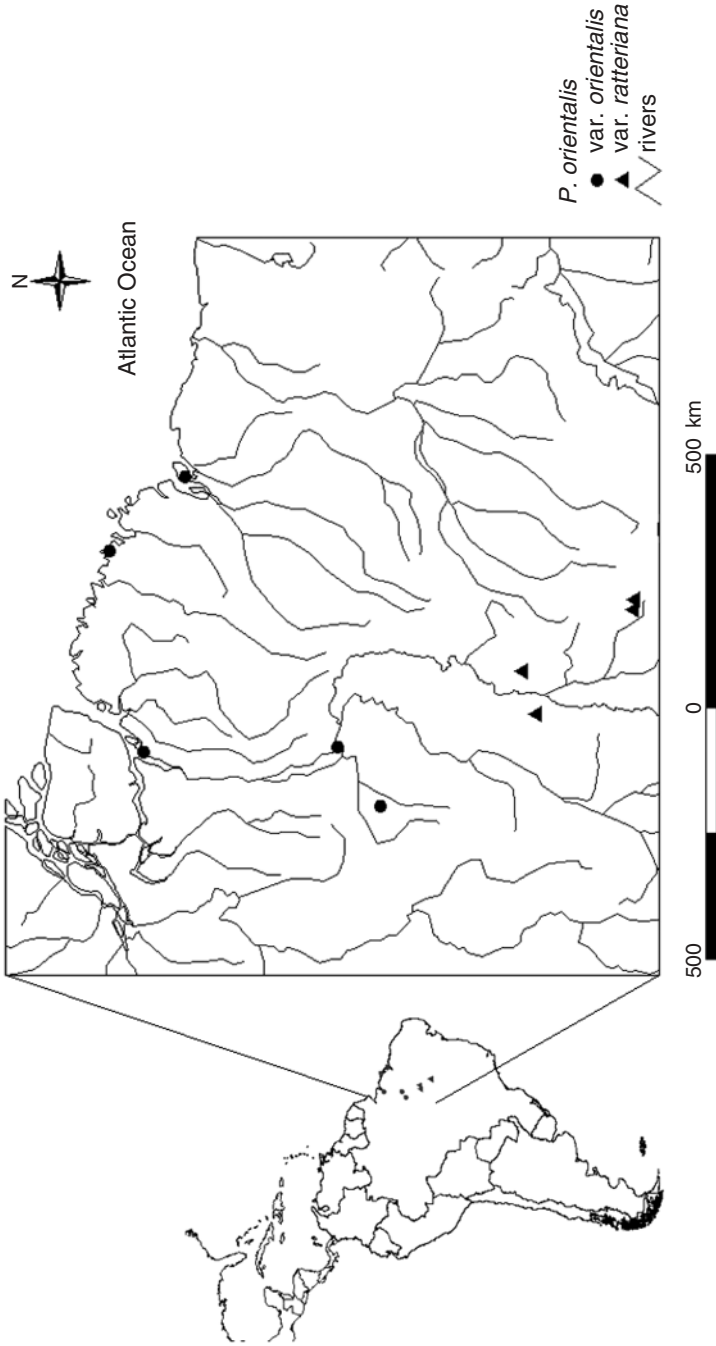 N
Atlantic Ocean
P. orientalis
var. orientalis
var. ratteriana
rivers
500
0
500 km